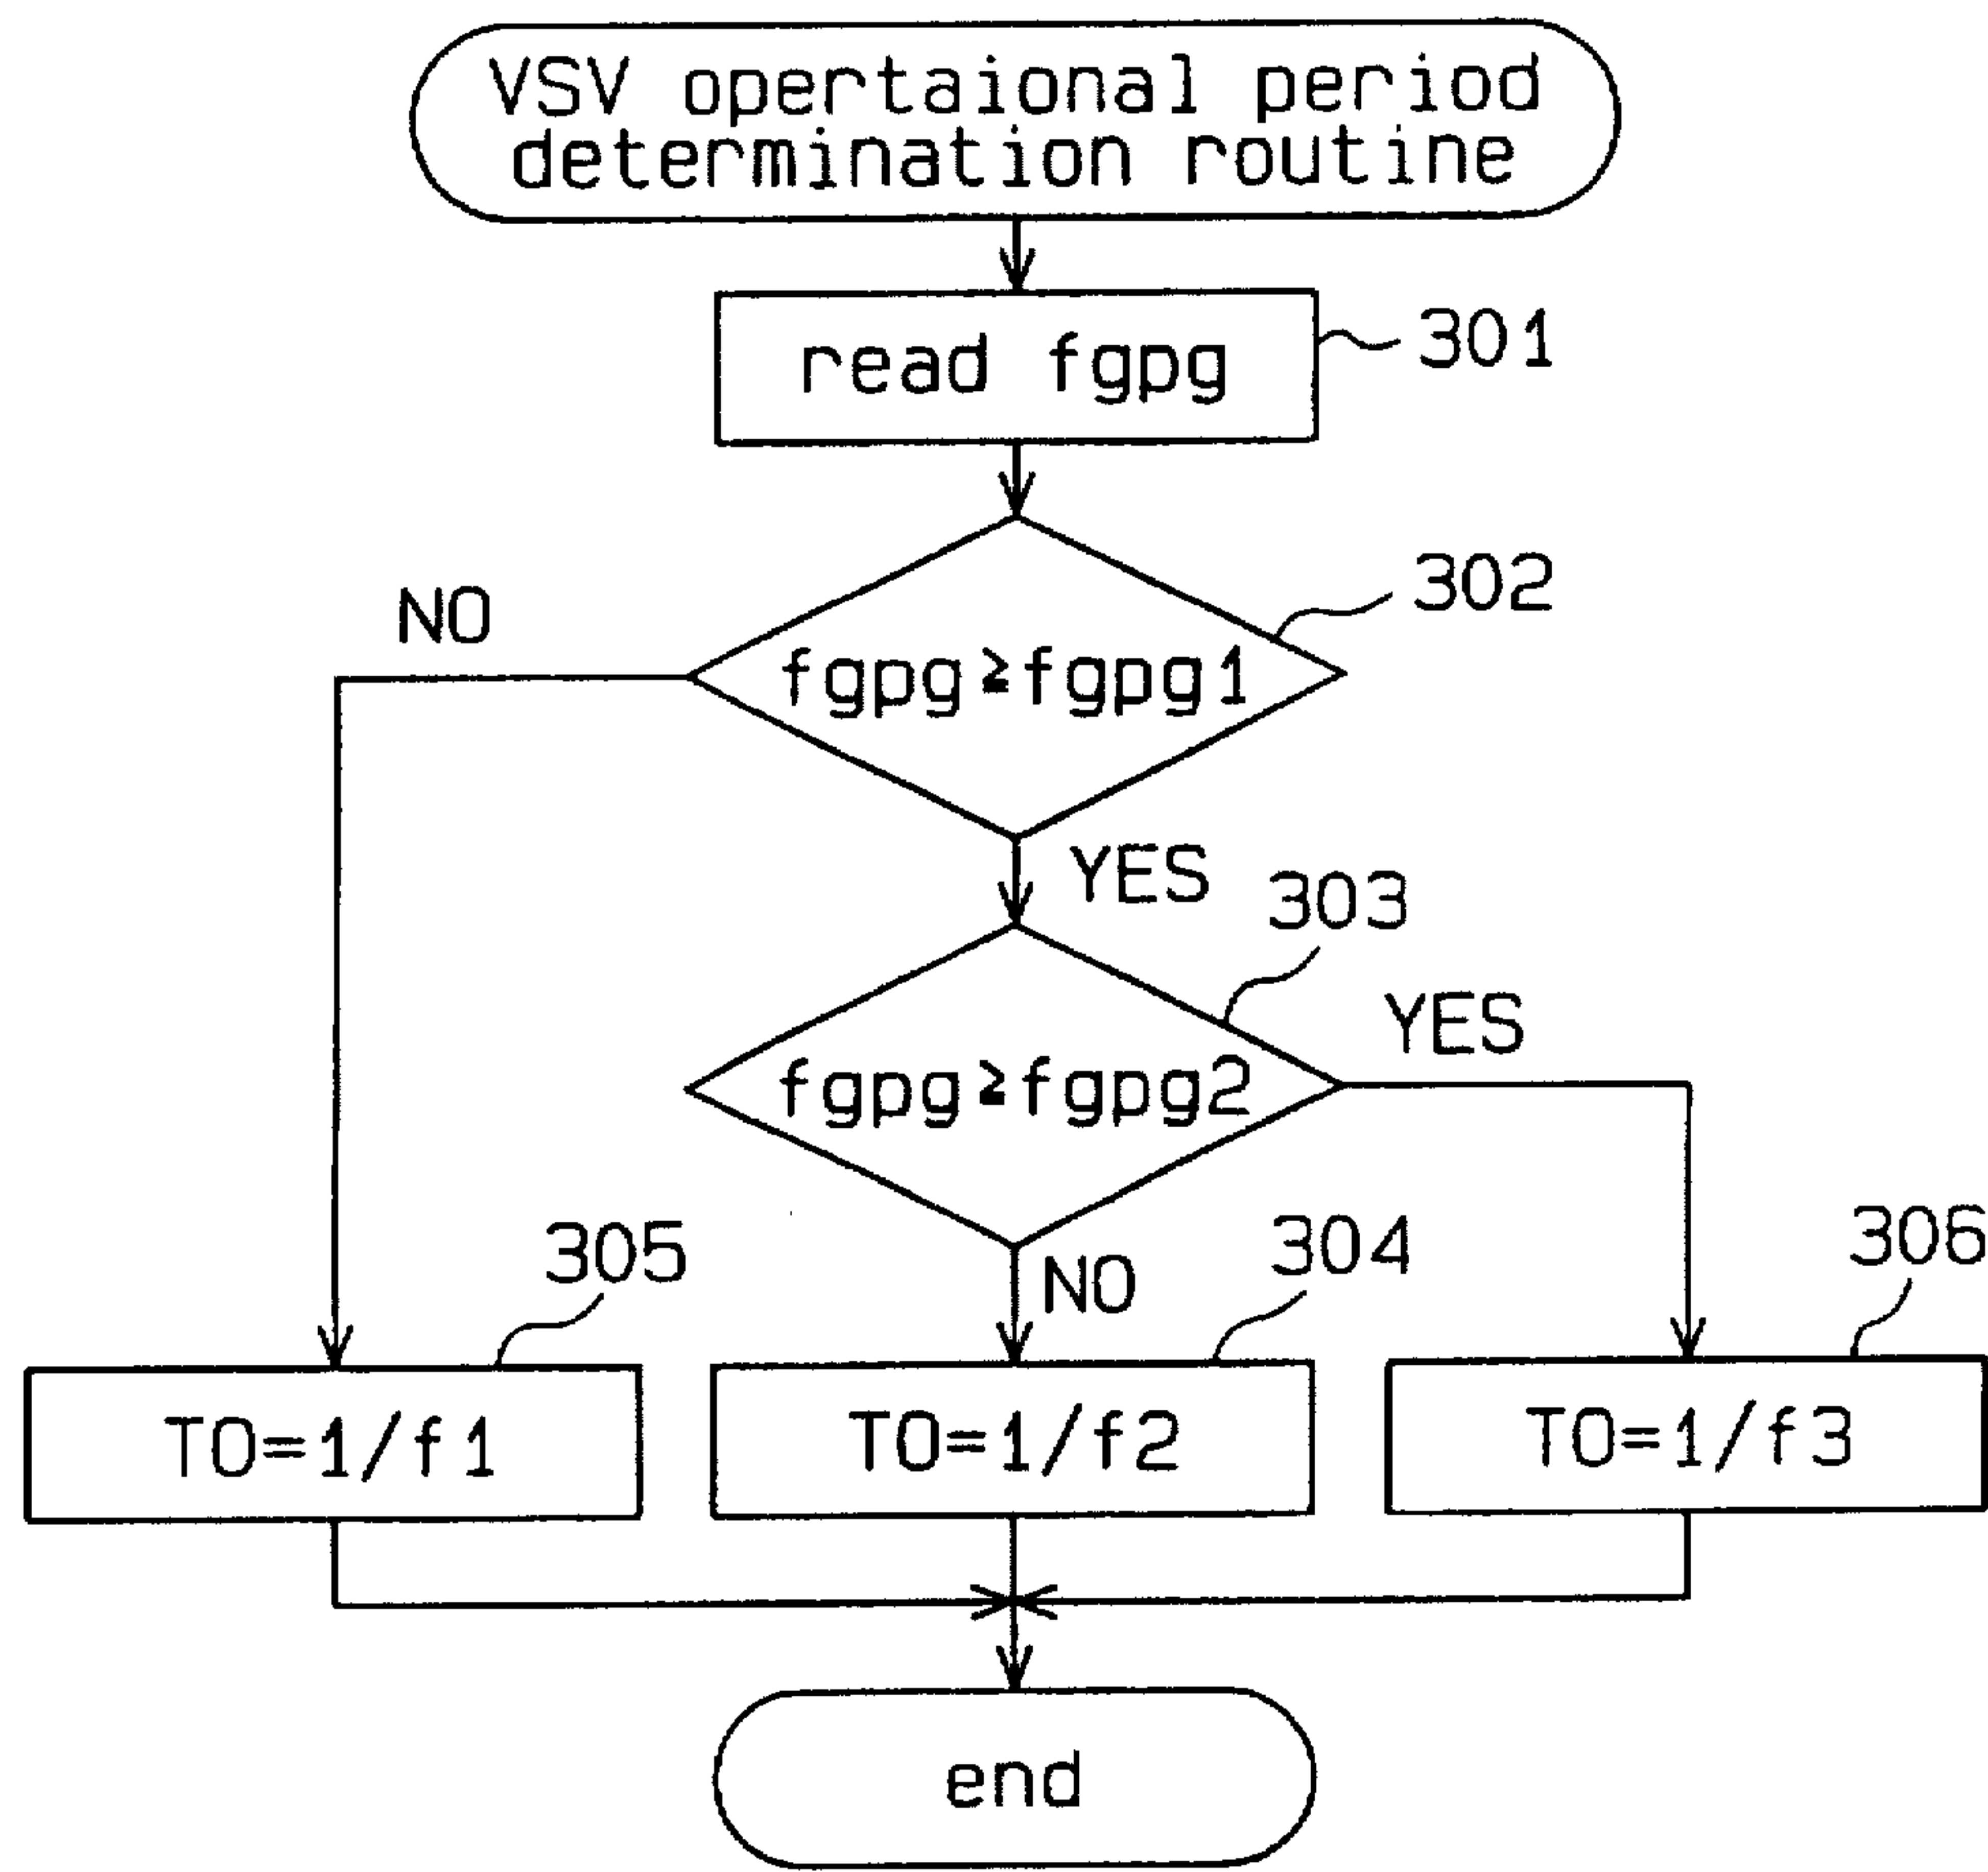 VSV opertaional period
determination routine
read fgpg
301
302
NO
fgpg≥fgpg1
YES
303
YES
fgpg≥fgpg2
305
304
306
NO
TO=1/f1
TO=1/f2
TO=1/f3
end